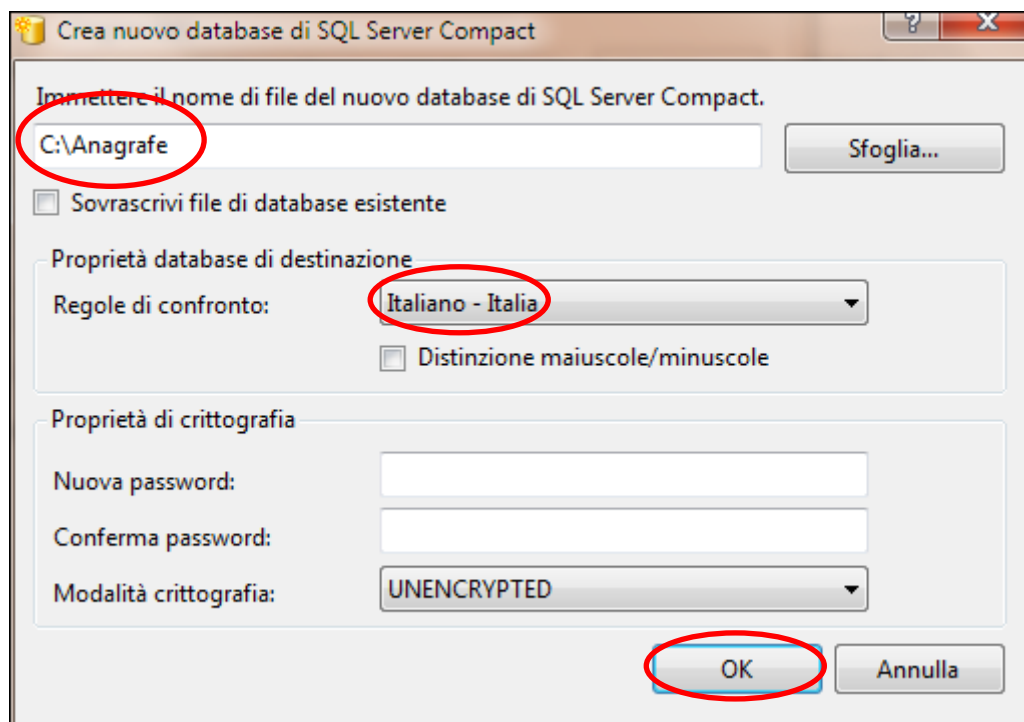 Crea nuovo database di SQL Server Compact
Immettere il nome di file del nuovo database di SQL Server Compact.
C:\Anagrafe
Sfoglia...
Sovrascrivi file di database esistente
Proprietà database di destinazione
Regole di confronto:
Italiano - Italia
Distinzione maiuscole/minuscole
Proprietà di crittografia
Nuova password:
Conferma password:
Modalità crittografia:
UNENCRYPTED
OK
Annulla